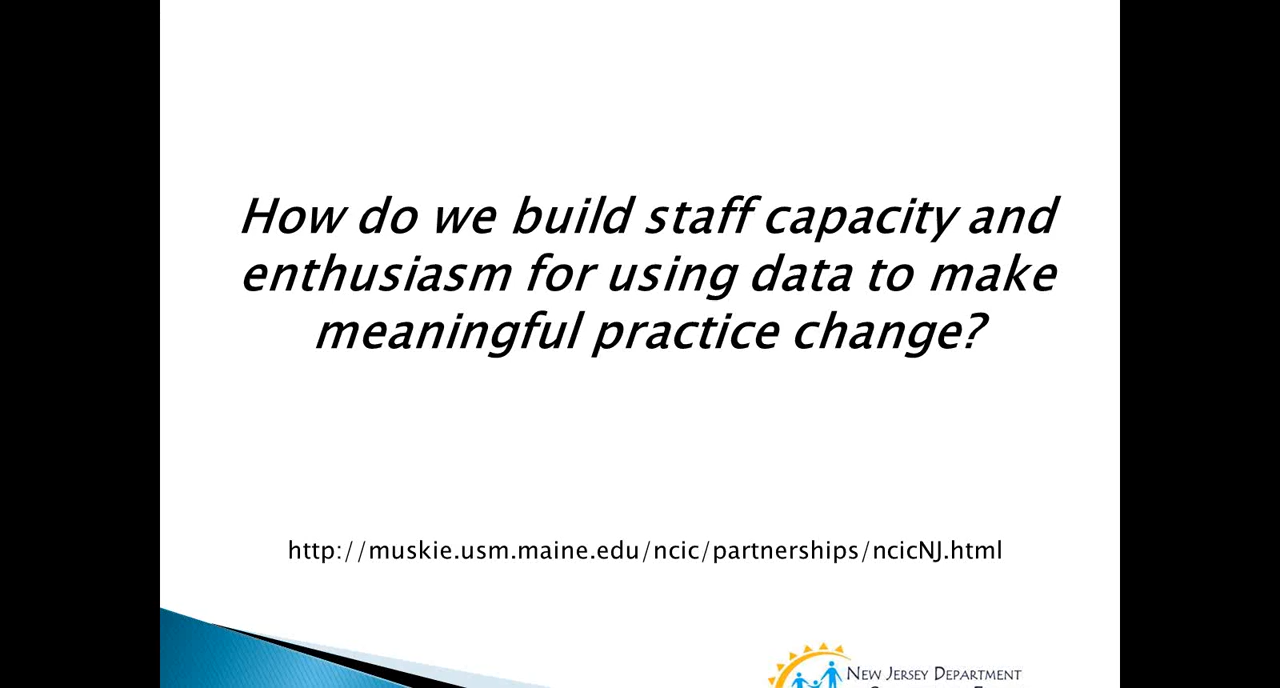 How do we build staff capacity and
enthusiasm for using data to make
meaningful practice change?
http://muskie.usm.maine.edu/ncic/partnerships/ncicNJ.html
NEW JERSEY DEPARTMENT